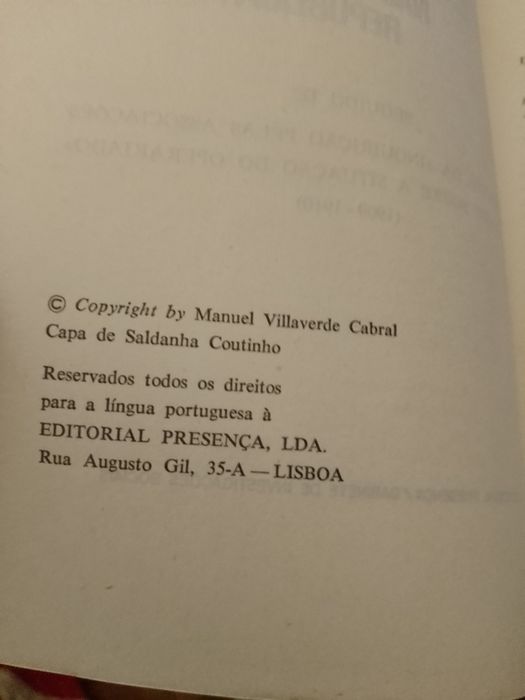 © Copyright by Manuel Villaverde Cabral
Capa de Saldanha Coutinho
Reservados todos os direitos
para a língua portuguesa à
EDITORIAL PRESENÇA, LDA.
Rua Augusto Gil, 35-A — LISBOA